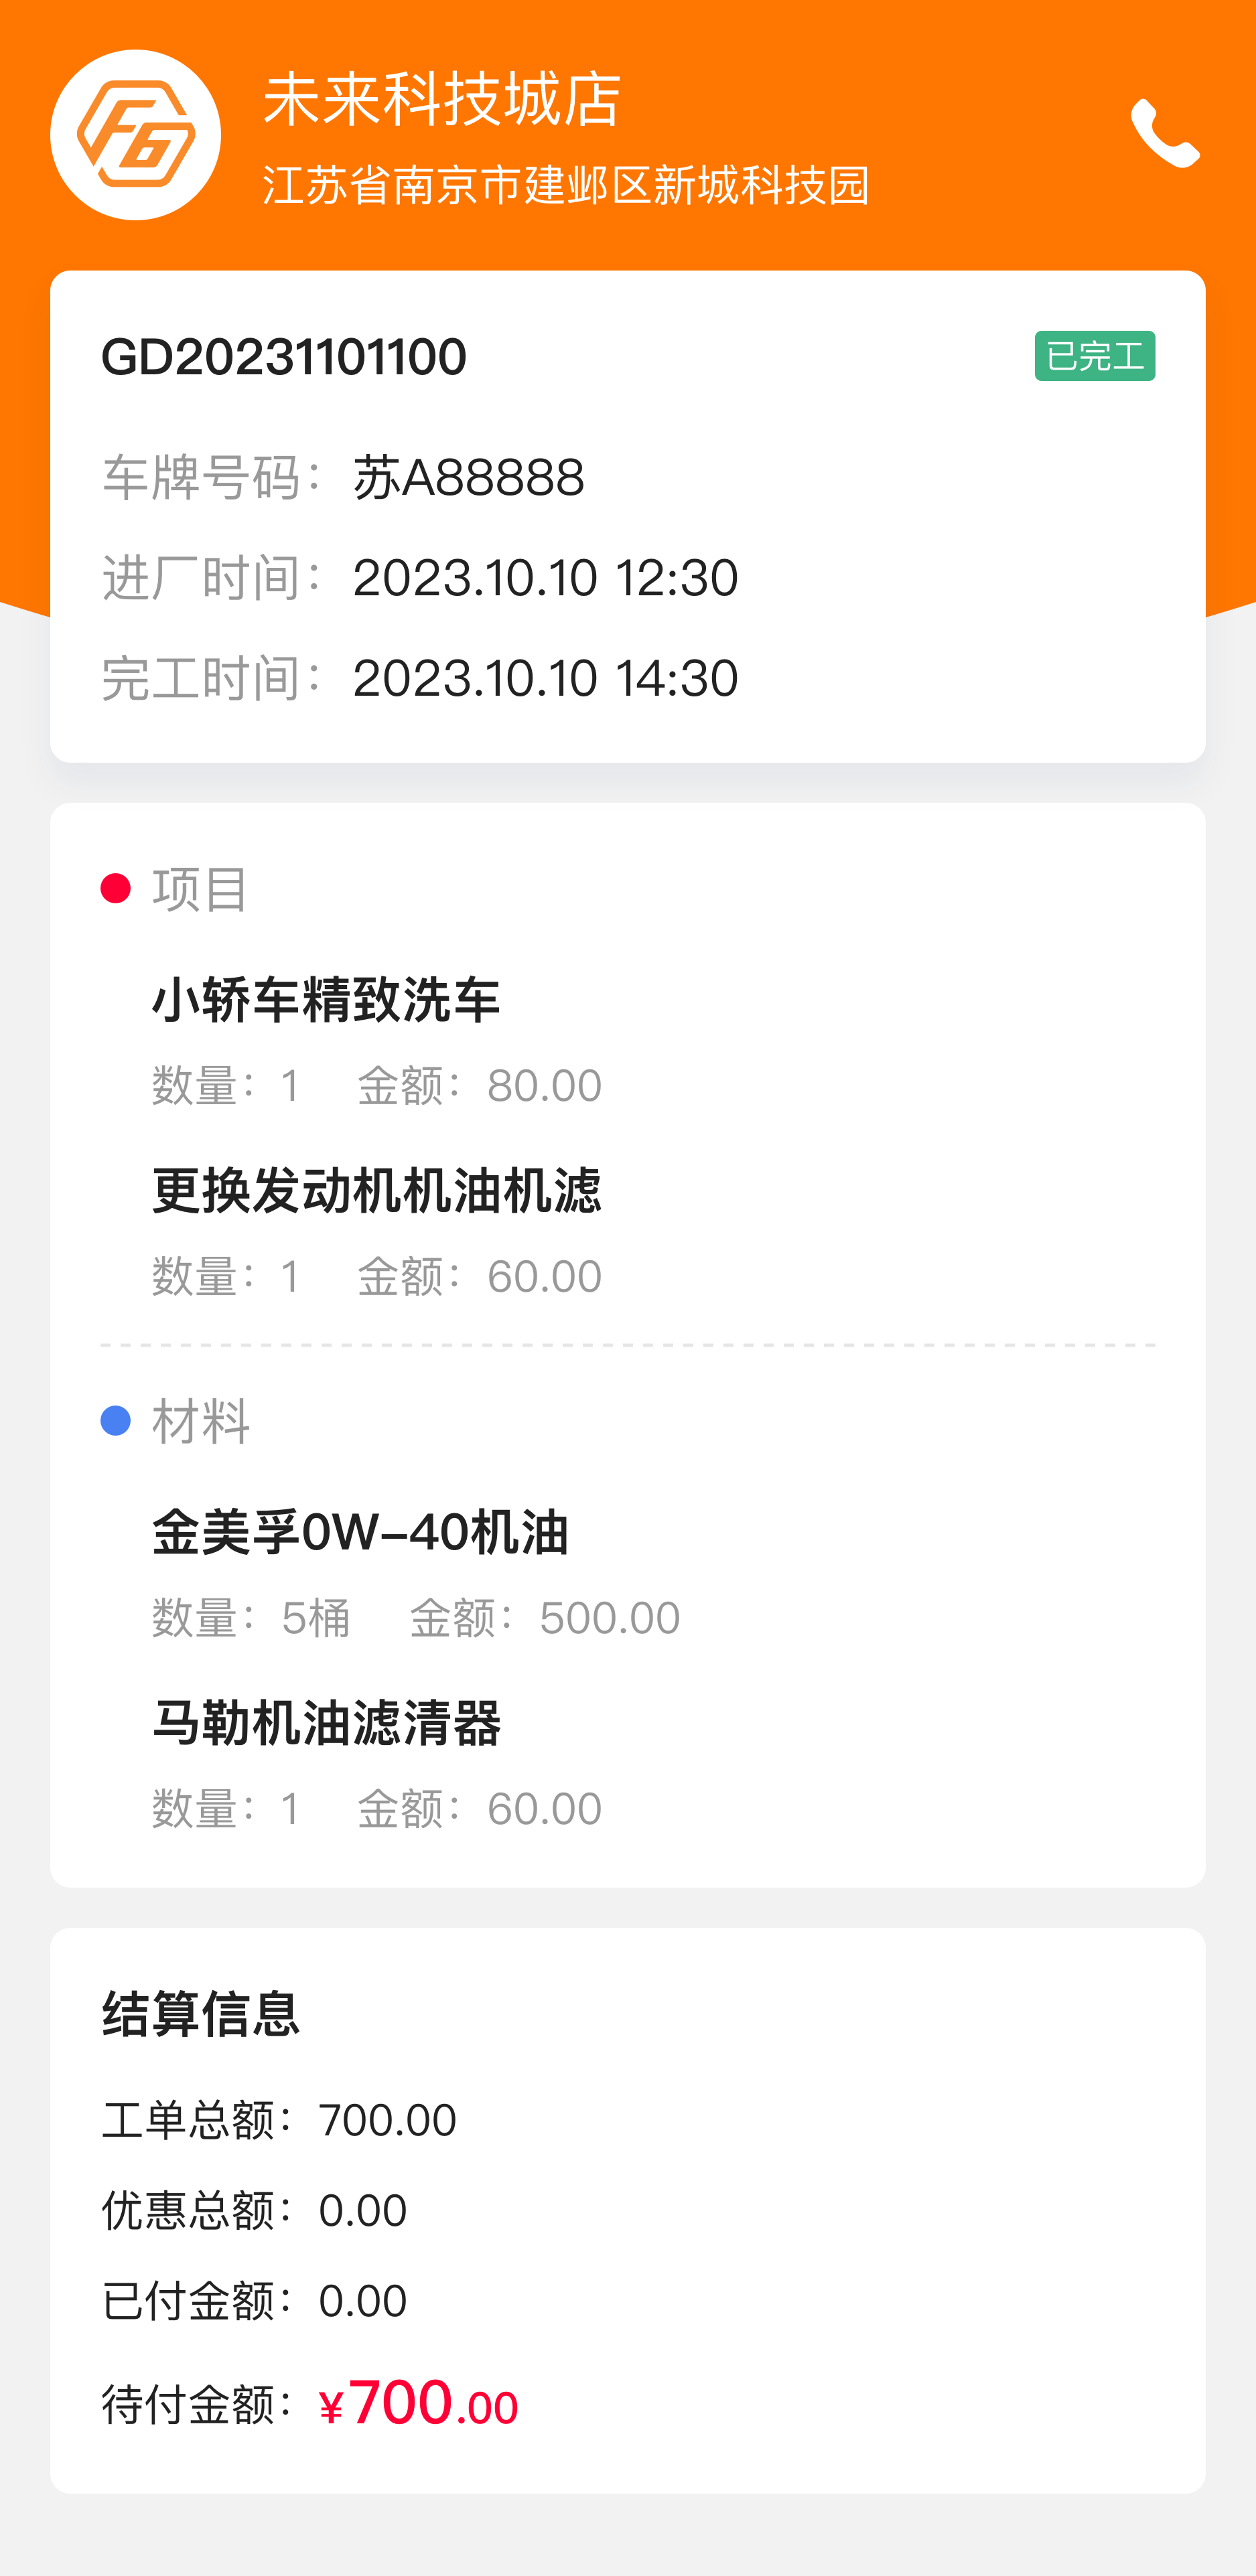 F6
未来科技城店
江苏省南京市建邺区新城科技园
GD20231101100
已完工
车牌号码：苏A88888
进厂时间：2023.10.10 12:30
完工时间：2023.10.10 14:30
项目
小轿车精致洗车
数量：1 金额：80.00
更换发动机机油机滤
数量：1 金额：60.00
材料
金美孚0W-40机油
数量：5桶 金额：500.00
马勒机油滤清器
数量：1 金额：60.00
结算信息
工单总额：700.00
优惠总额：0.00
已付金额：0.00
待付金额：¥700.00